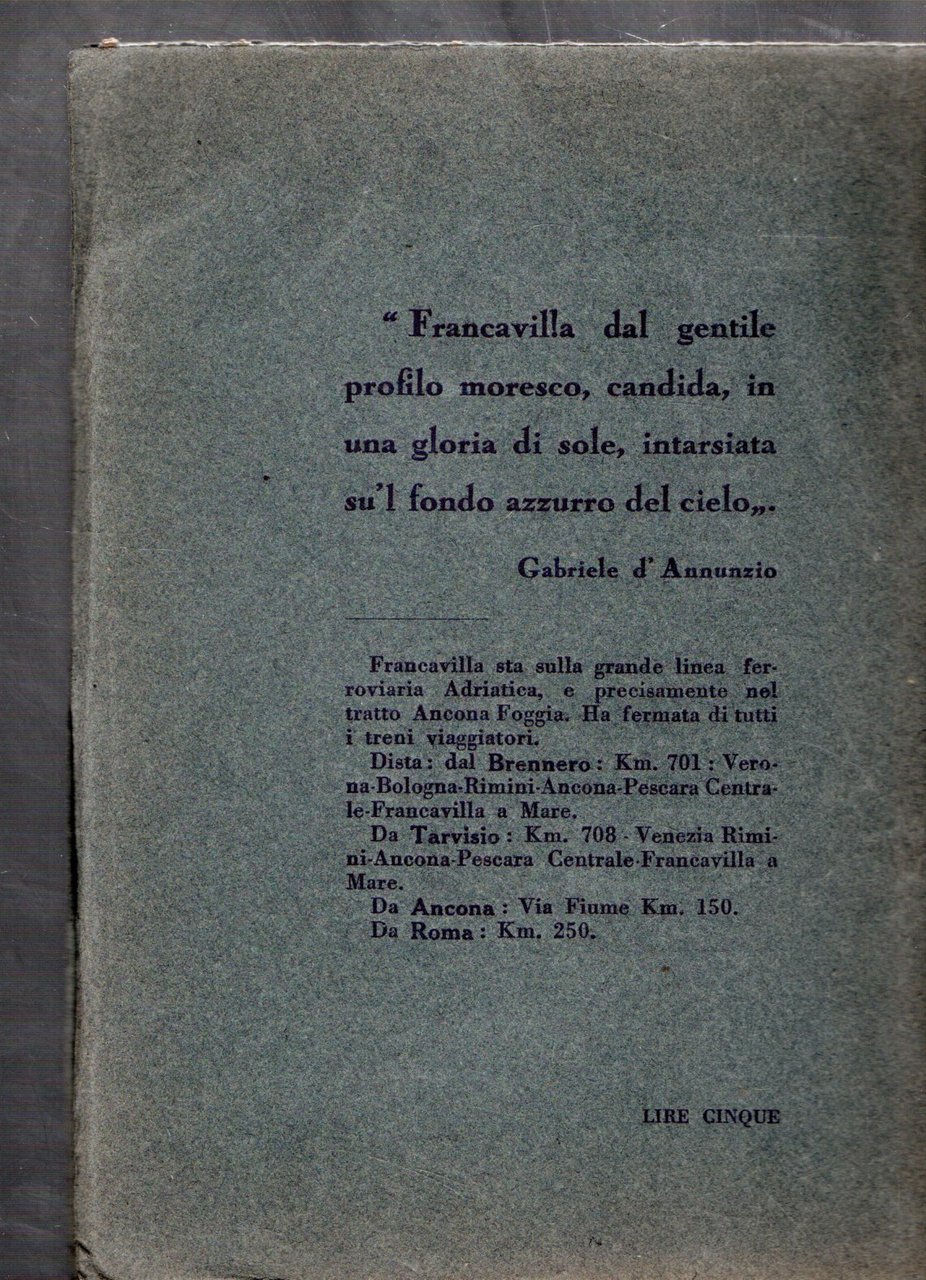 “ Francavilla dal gentile
profilo moresco, candida, in
una gloria di sole, intarsiata
su'l fondo azzurro del cielo„.
Gabriele d' Annunzio
Francavilla sta sulla grande linea fer-
roviaria Adriatica, e precisamente nel
tratto Ancona Foggia. Ha fermata di tutti
i treni viaggiatori.
Dista: dal Brennero: Km. 701: Vero-
na-Bologna-Rimini-Ancona-Pescara Centra-
le-Francavilla a Mare.
Da Tarvisio: Km. 708 - Venezia Rimi-
ni-Ancona-Pescara Centrale-Francavilla a
Mare.
Da Ancona: Via Fiume Km. 150.
Da Roma: Km. 250.
LIRE CINQUE